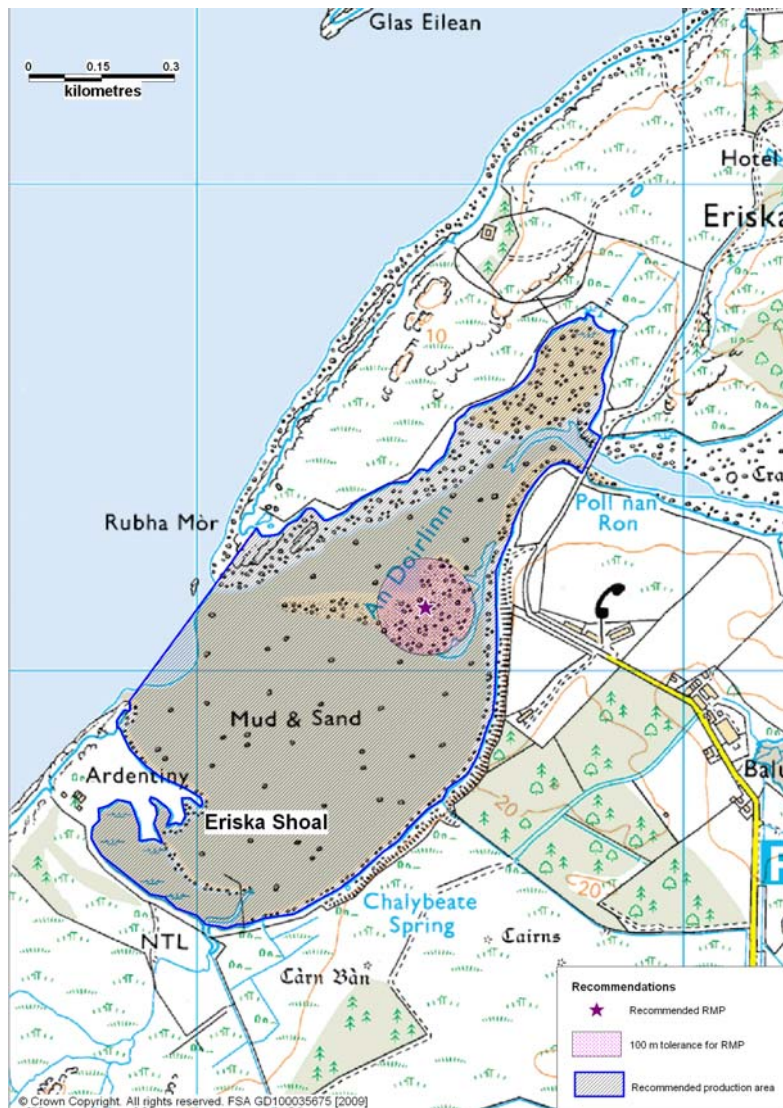 Glas Eilean
0 0.15 0.3
kilometres
Hotel
Eriska
10
Rubha Mòr
An Doirlinn
Poll nan
Ron
Cra
Mud & Sand
Ardentiny
Eriska Shoal
20
Balu
20
P
Chalybeate
Spring
Cairns
NTL
Càrn Bàn
Recommendations
Recommended RMP
100 m tolerance for RMP
Recommended production area
© Crown Copyright. All rights reserved. FSA GD100035675 [2009]